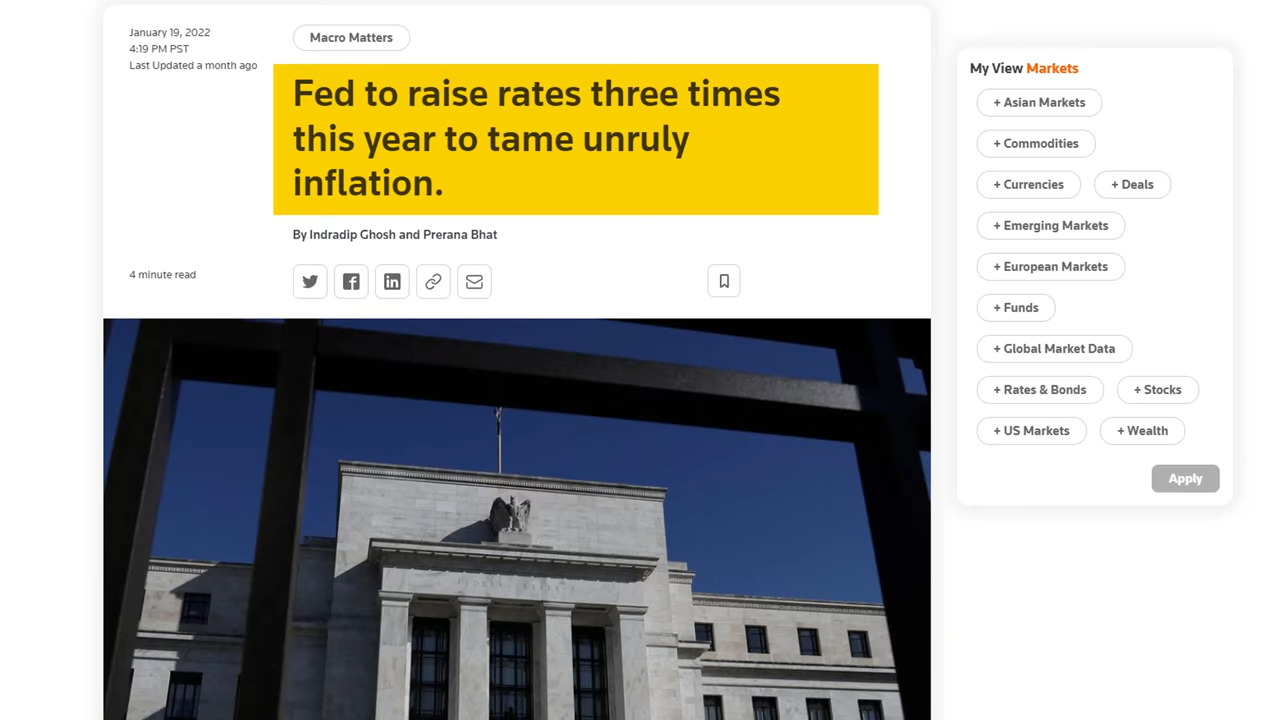 January 19, 2022
4:19 PM PST
Last Updated a month ago
Macro Matters
Fed to raise rates three times
this year to tame unruly
inflation.
By Indradip Ghosh and Prerana Bhat
4 minute read
My View Markets
+ Asian Markets
+ Commodities
+ Currencies
+ Deals
+ Emerging Markets
+ European Markets
+ Funds
+ Global Market Data
+ Rates & Bonds
+ Stocks
+ US Markets
+ Wealth
Apply